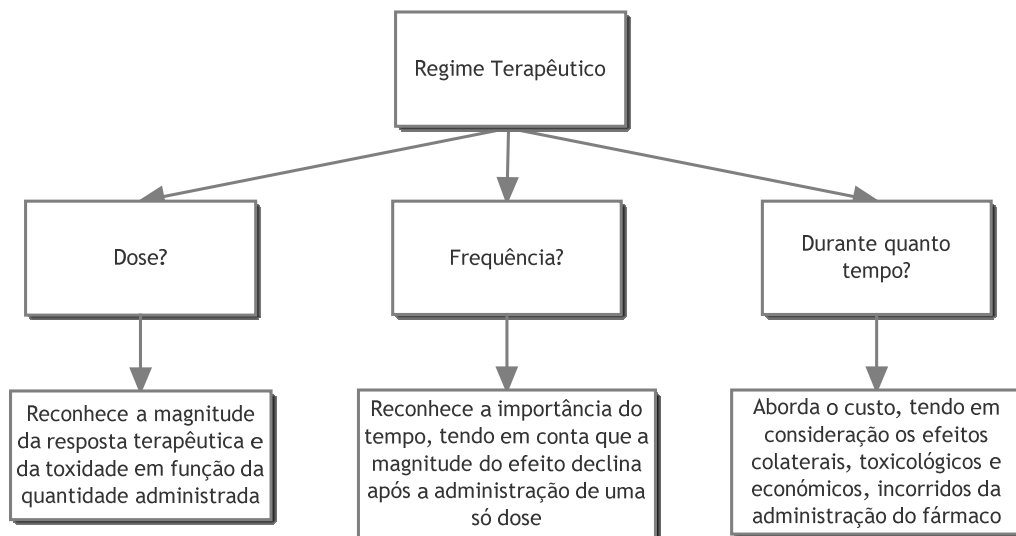 Regime Terapêutico
Dose?
Frequência?
Durante quanto
tempo?
Reconhece a magnitude
da resposta terapêutica e
da toxidade em função da
quantidade administrada
Reconhece a importância do
tempo, tendo em conta que a
magnitude do efeito declina
após a administração de uma
só dose
Aborda o custo, tendo em
consideração os efeitos
colaterais, toxicológicos e
económicos, incorridos da
administração do fármaco